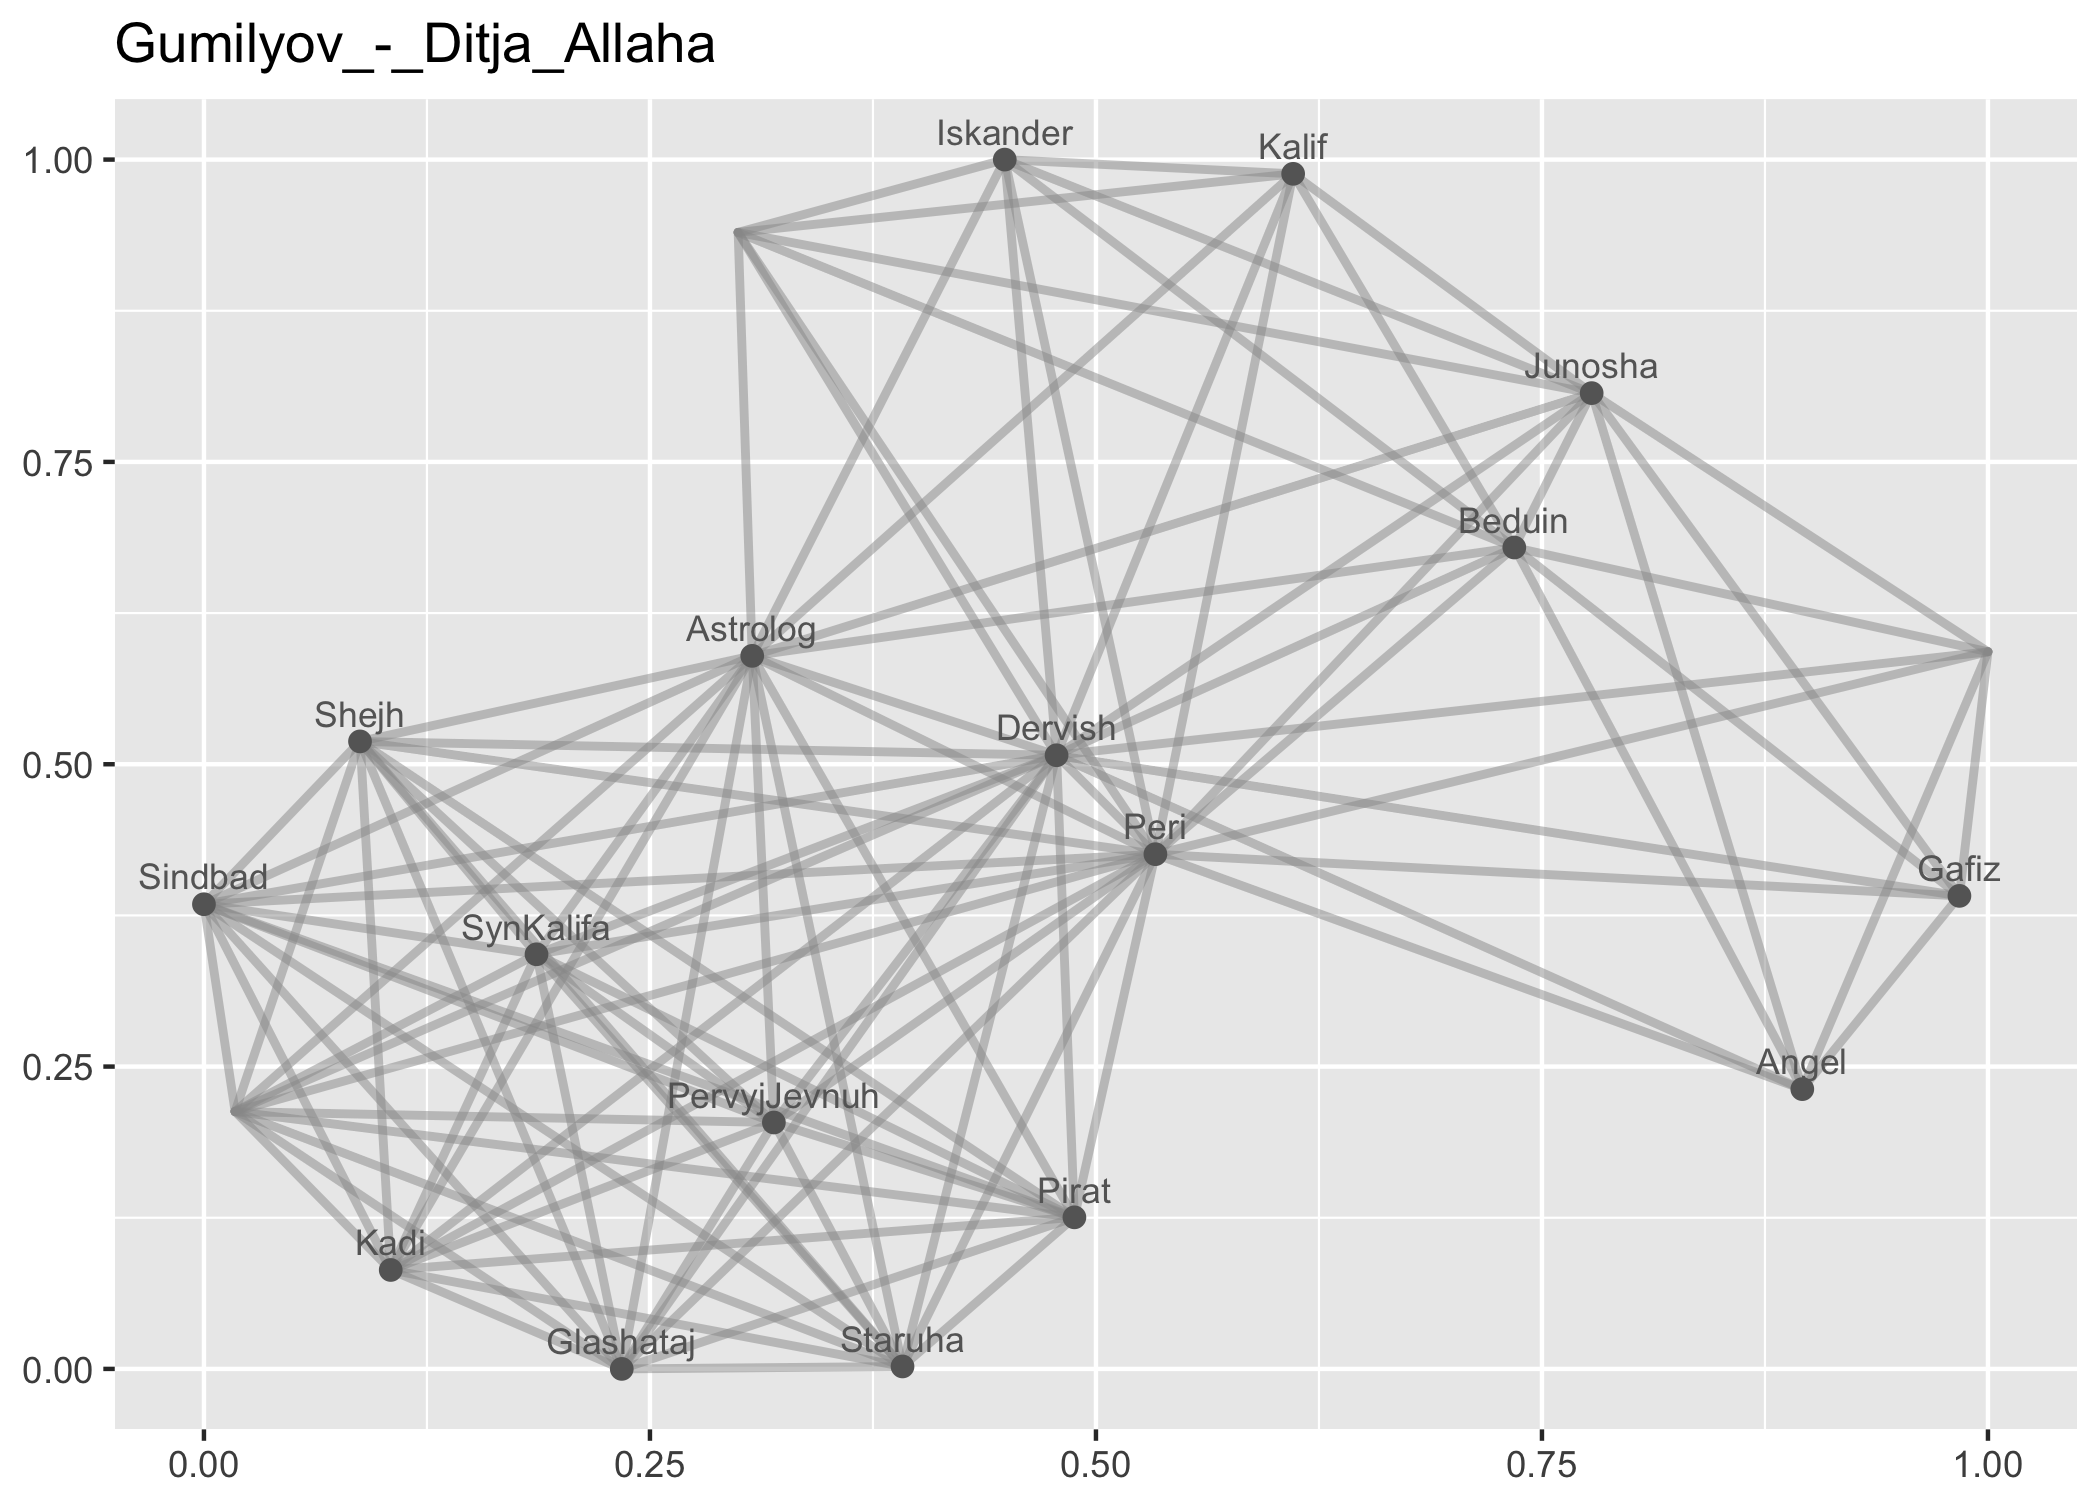 Gumilyov_-_Ditja_Allaha
Iskander
Kalif
1.00
Junosha
0.75
Beduin
Astrolog
Shejh
Dervish
0.50
Peri
Gafiz
Sindbad
SynKalifa
Angel
0.25
PervyjJevnuh
Pirat
Kadi
Glashataj
Staruha
0.00
0.00 0.25 0.50 0.75 1.00